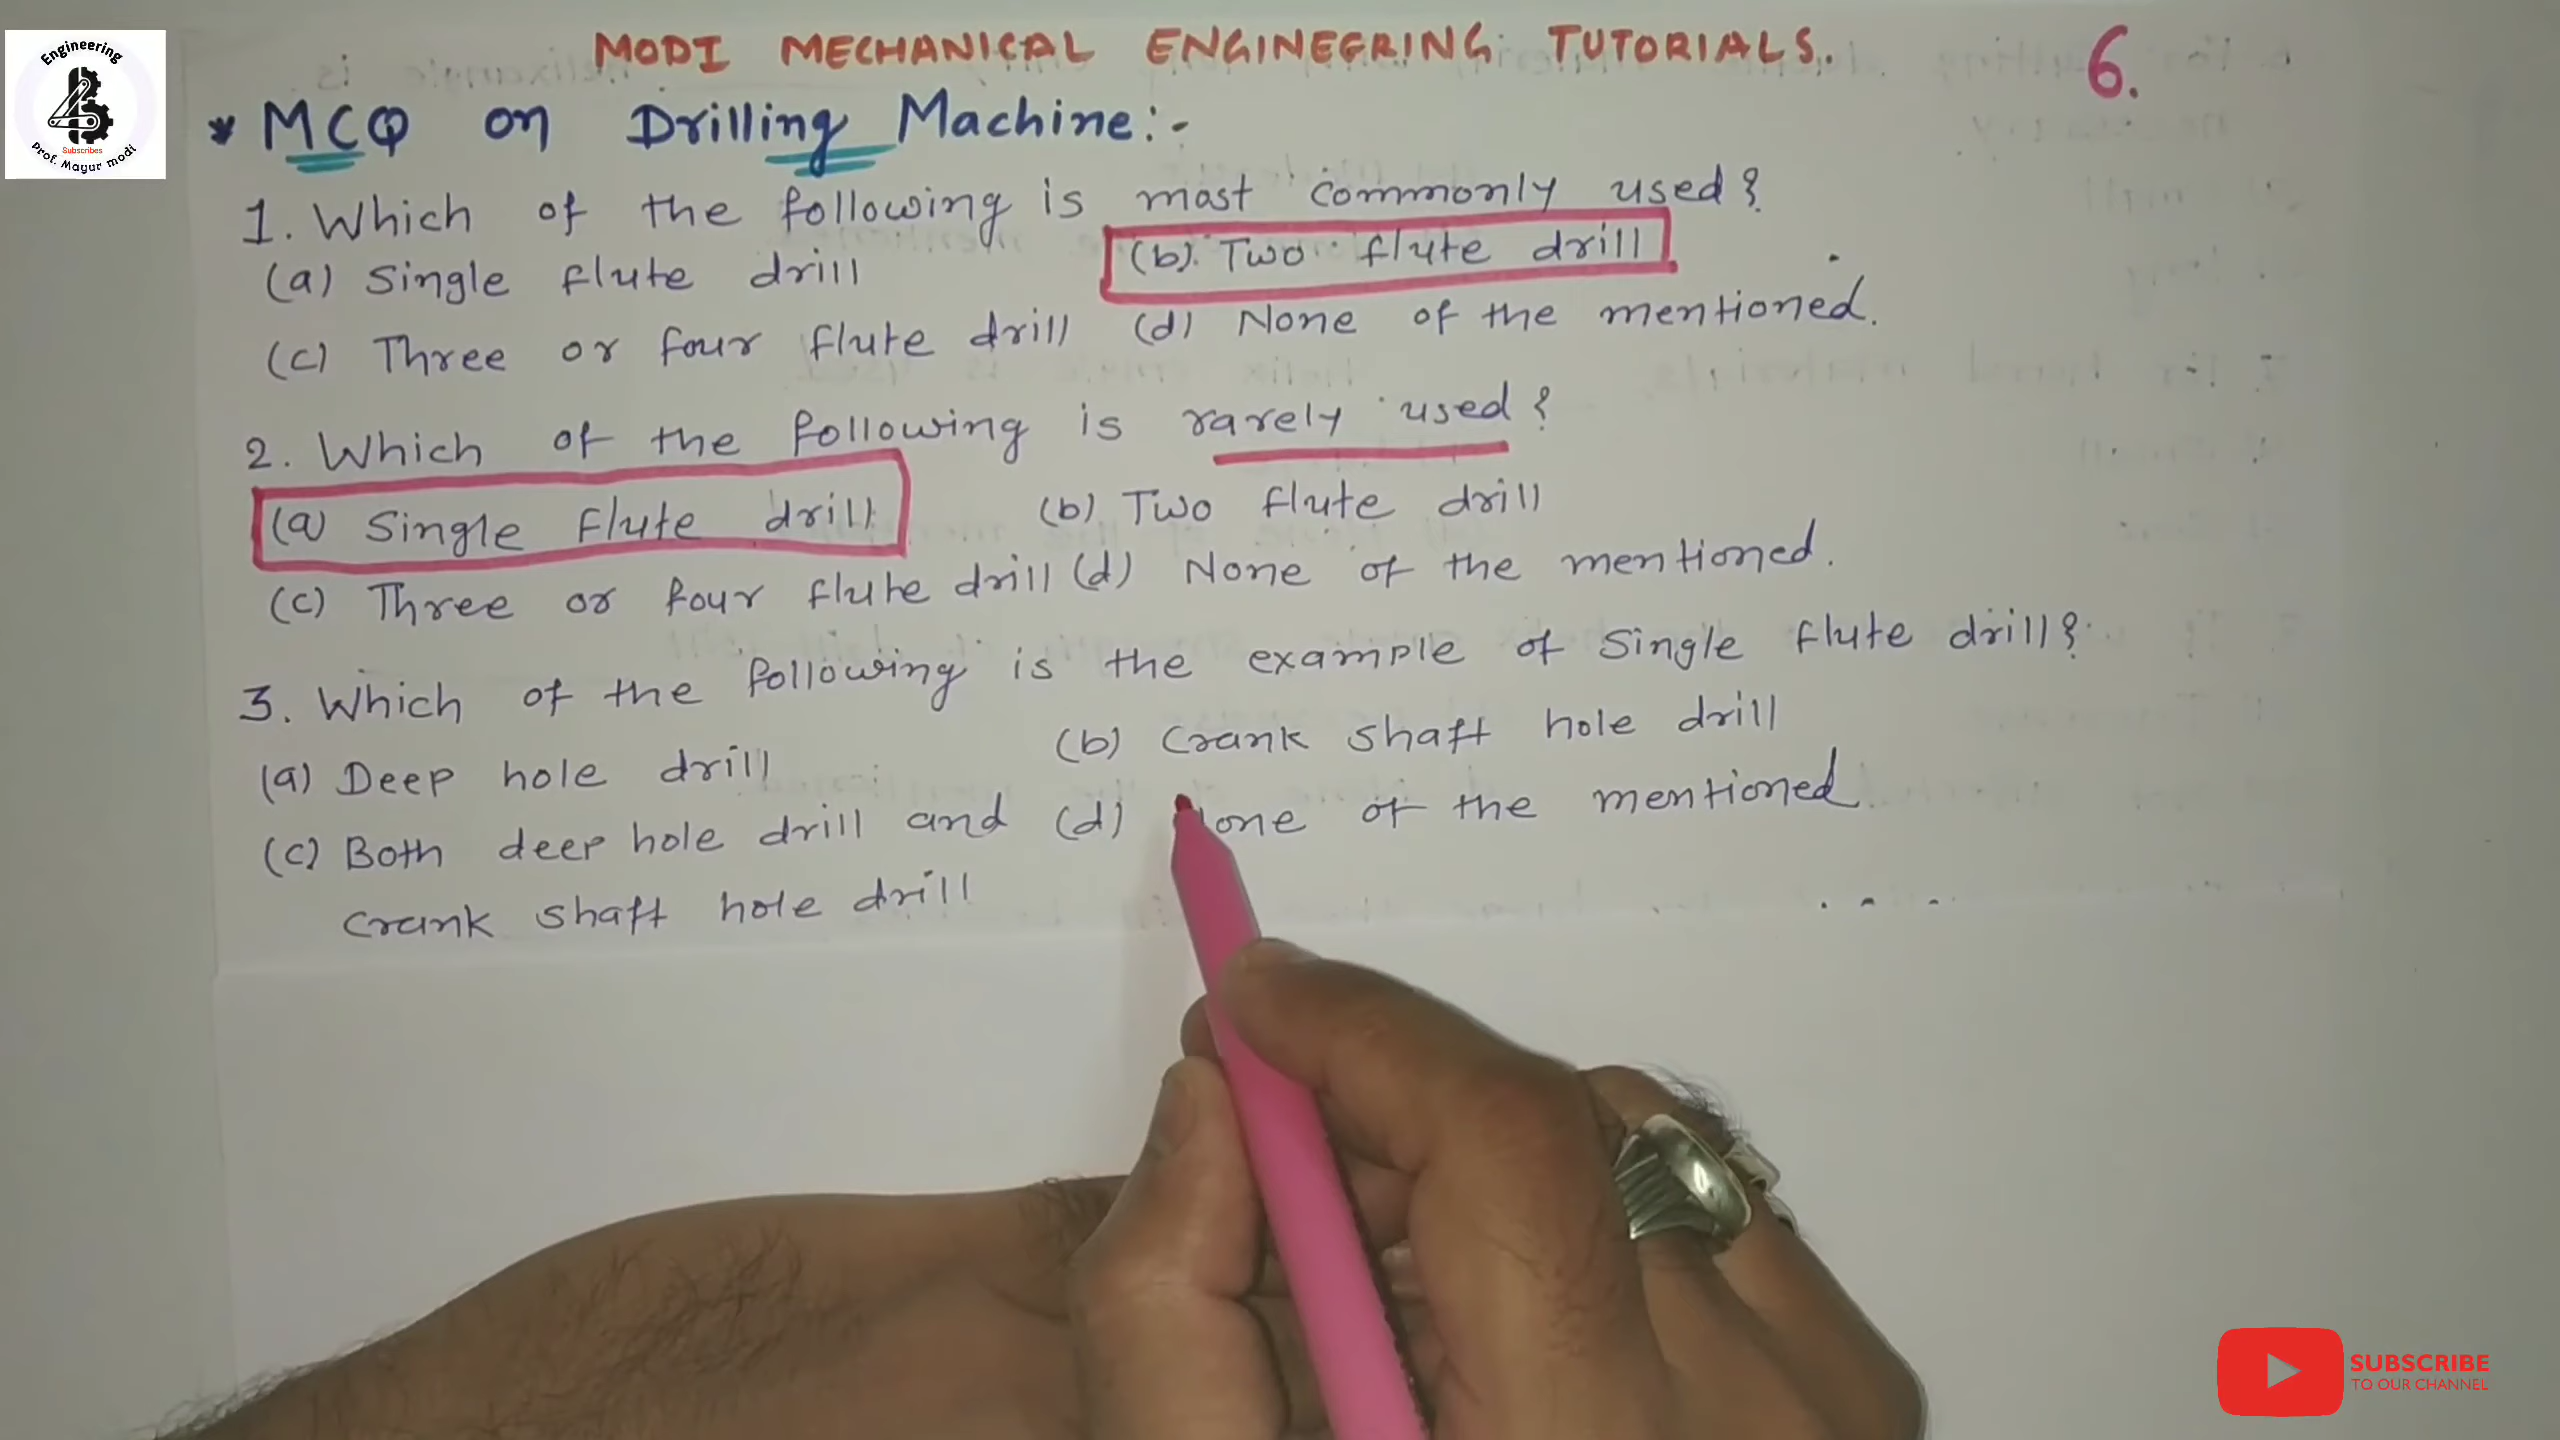 Engineering
Subscribes
Prof. Mayur modi
MODI MECHANICAL ENGINEERING TUTORIALS.
6.
* MCQ on Drilling Machine:-
1. Which of the following is most commonly used?
(a) Single flute drill (b). Two flute drill
(c) Three or four flute drill (d) None of the mentioned.
2. Which of the following is rarely used?
(a) Single flute drill (b) Two flute drill
(c) Three or four flute drill (d) None of the mentioned.
3. Which of the following is the example of Single flute drill?
(a) Deep hole drill (b) Crank shaft hole drill
(c) Both deep hole drill and (d) None of the mentioned
crank shaft hole drill
SUBSCRIBE
TO OUR CHANNEL